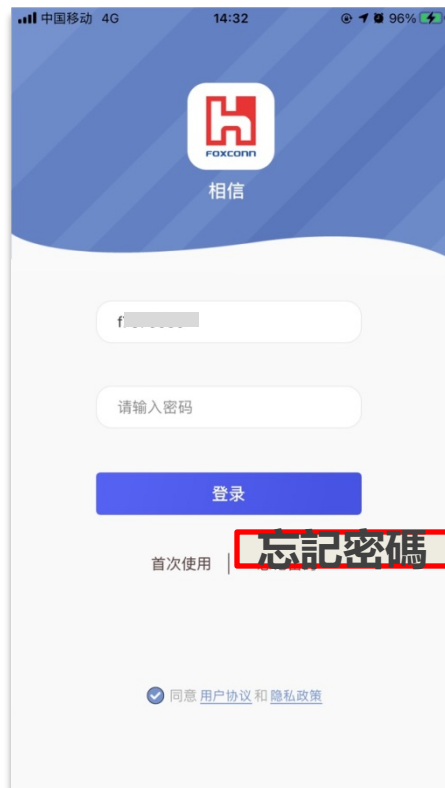 中国移动 4G 14:32 96%
FOXCONN
相信
请输入密码
登录
首次使用 | 忘記密碼
同意 用户协议 和 隐私政策